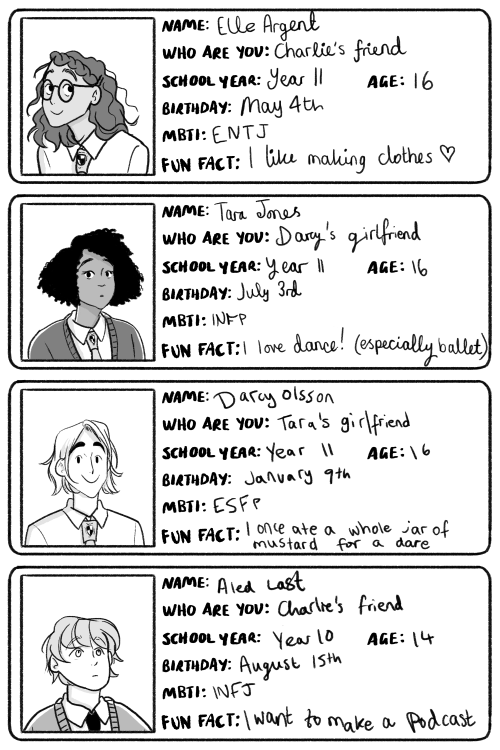 NAME: Elle Argent
WHO ARE YOU: Charlie's friend
SCHOOL YEAR: Year 11 AGE: 16
BIRTHDAY: May 4th
MBTI: ENTJ
FUN FACT: I like making clothes ♡
NAME: Tara Jones
WHO ARE YOU: Darcy's girlfriend
SCHOOL YEAR: Year 11 AGE: 16
BIRTHDAY: July 3rd
MBTI: INFP
FUN FACT: I love dance! (especially ballet)
NAME: Darcy Olsson
WHO ARE YOU: Tara's girlfriend
SCHOOL YEAR: Year 11 AGE: 16
BIRTHDAY: January 9th
MBTI: ESFP
FUN FACT: I once ate a whole jar of
mustard for a dare
NAME: Aled Last
WHO ARE YOU: Charlie's friend
SCHOOL YEAR: Year 10 AGE: 14
BIRTHDAY: August 15th
MBTI: INFJ
FUN FACT: I want to make a podcast